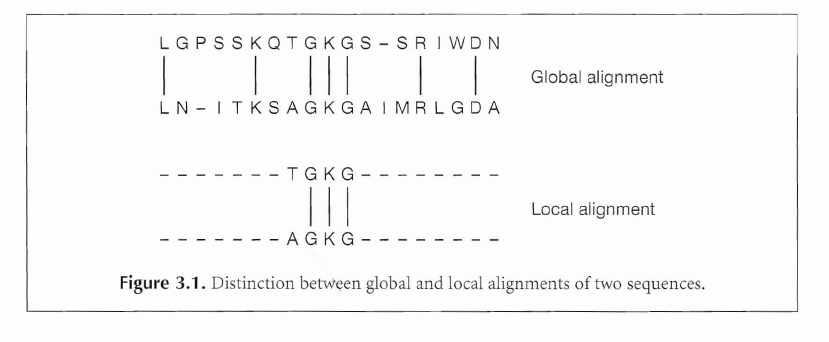 L G P S S K Q T G K G S - S R I W D N
Global alignment
L N - I T K S A G K G A I M R L G D A
- - - - - - - T G K G - - - - - - - -
Local alignment
- - - - - - - A G K G - - - - - - - -
Figure 3.1. Distinction between global and local alignments of two sequences.